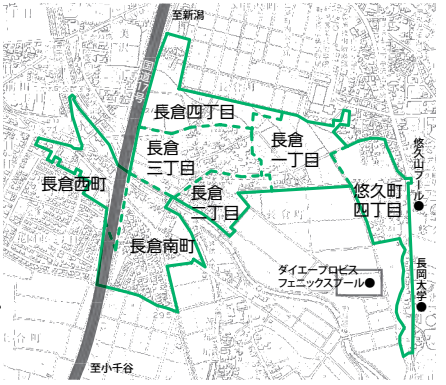 至新潟
国道17号
長倉四丁目
長倉
三丁目
長倉
一丁目
悠久山プール●
長倉西町
長倉
二丁目
悠久町
四丁目
長倉南町
ダイエープロビス
フェニックスプール●
長岡大学●
至小千谷